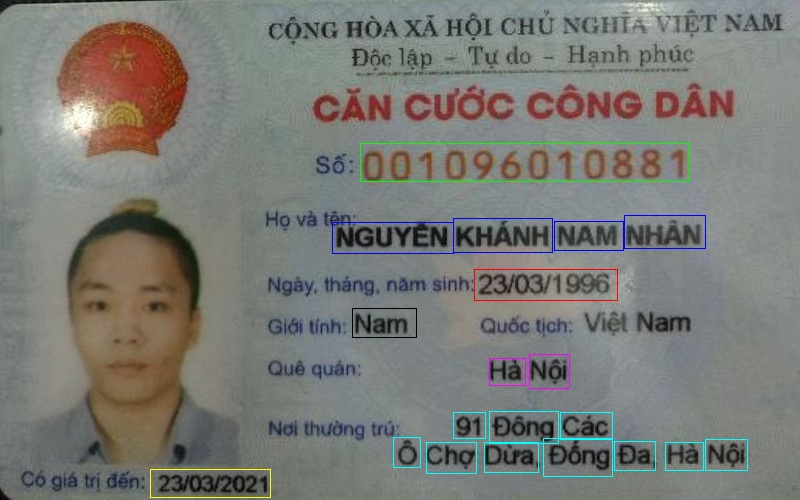 CỘNG HÒA XÃ HỘI CHỦ NGHĨA VIỆT NAM
Độc lập - Tự do - Hạnh phúc
CĂN CƯỚC CÔNG DÂN
Số: 001096010881
Họ và tên:
NGUYỄN KHÁNH NAM NHÂN
Ngày, tháng, năm sinh: 23/03/1996
Giới tính: Nam Quốc tịch: Việt Nam
Quê quán: Hà Nội
Nơi thường trú: 91 Đông Các
Ô Chợ Dừa, Đống Đa, Hà Nội
Có giá trị đến: 23/03/2021